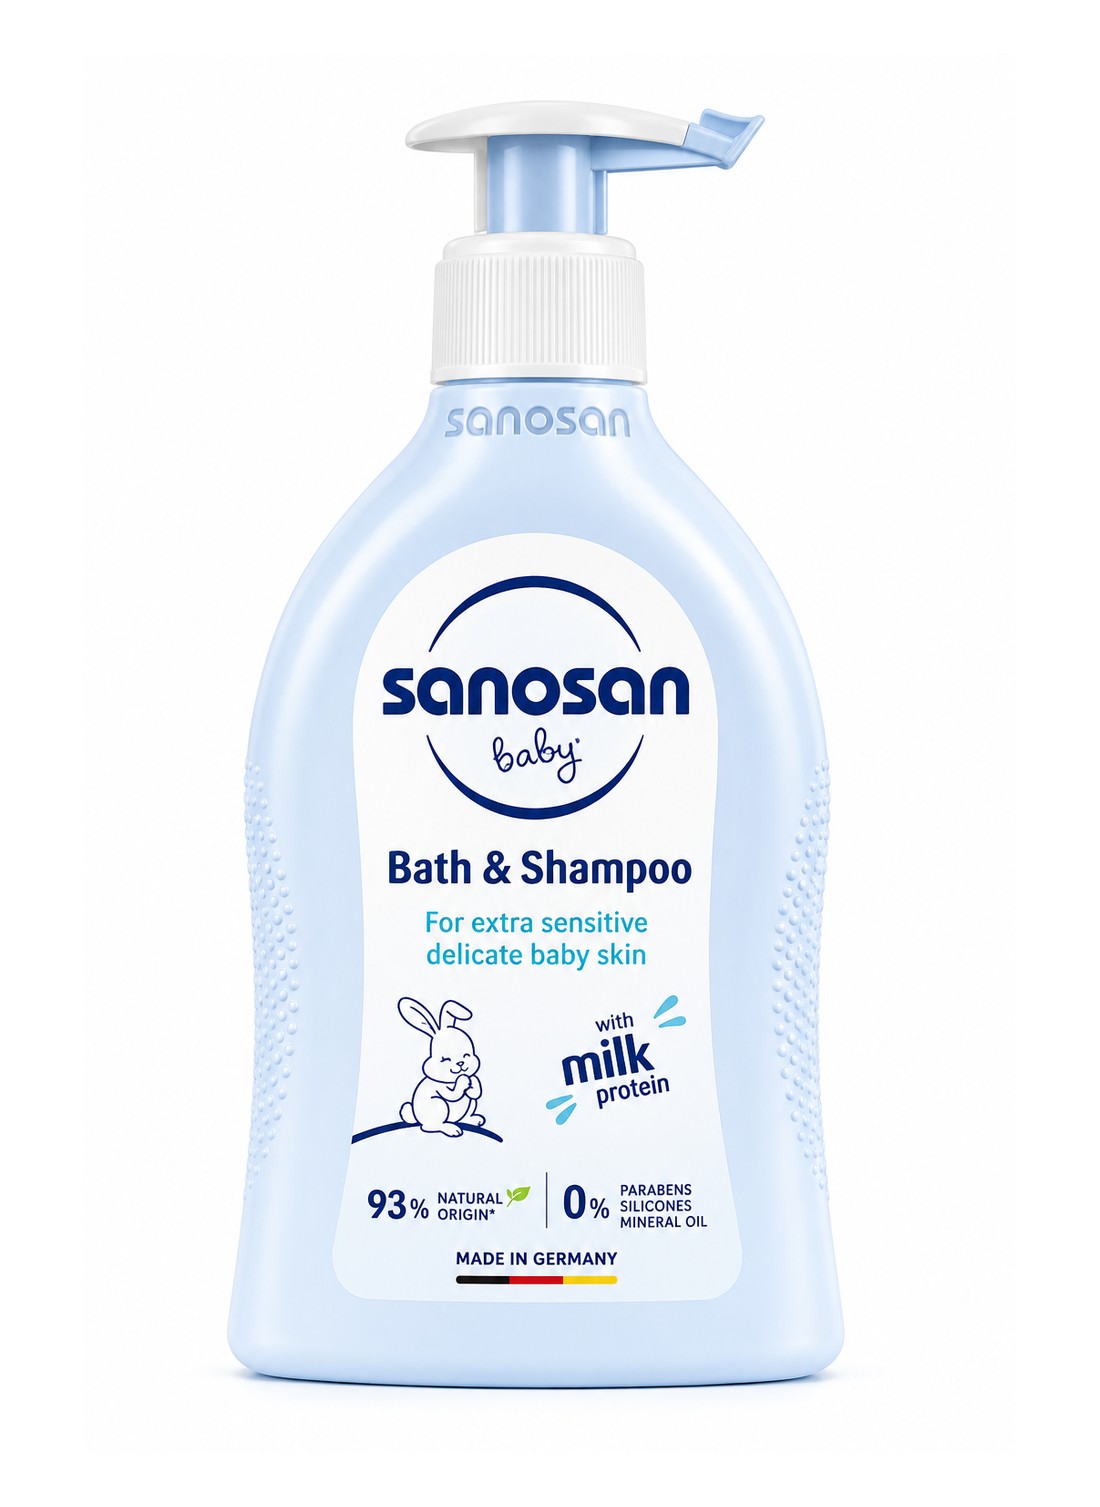 sanosan
sanosan
baby
Bath & Shampoo
For extra sensitive
delicate baby skin
with
milk
protein
93% NATURAL
ORIGIN*
0% PARABENS
SILICONES
MINERAL OIL
MADE IN GERMANY